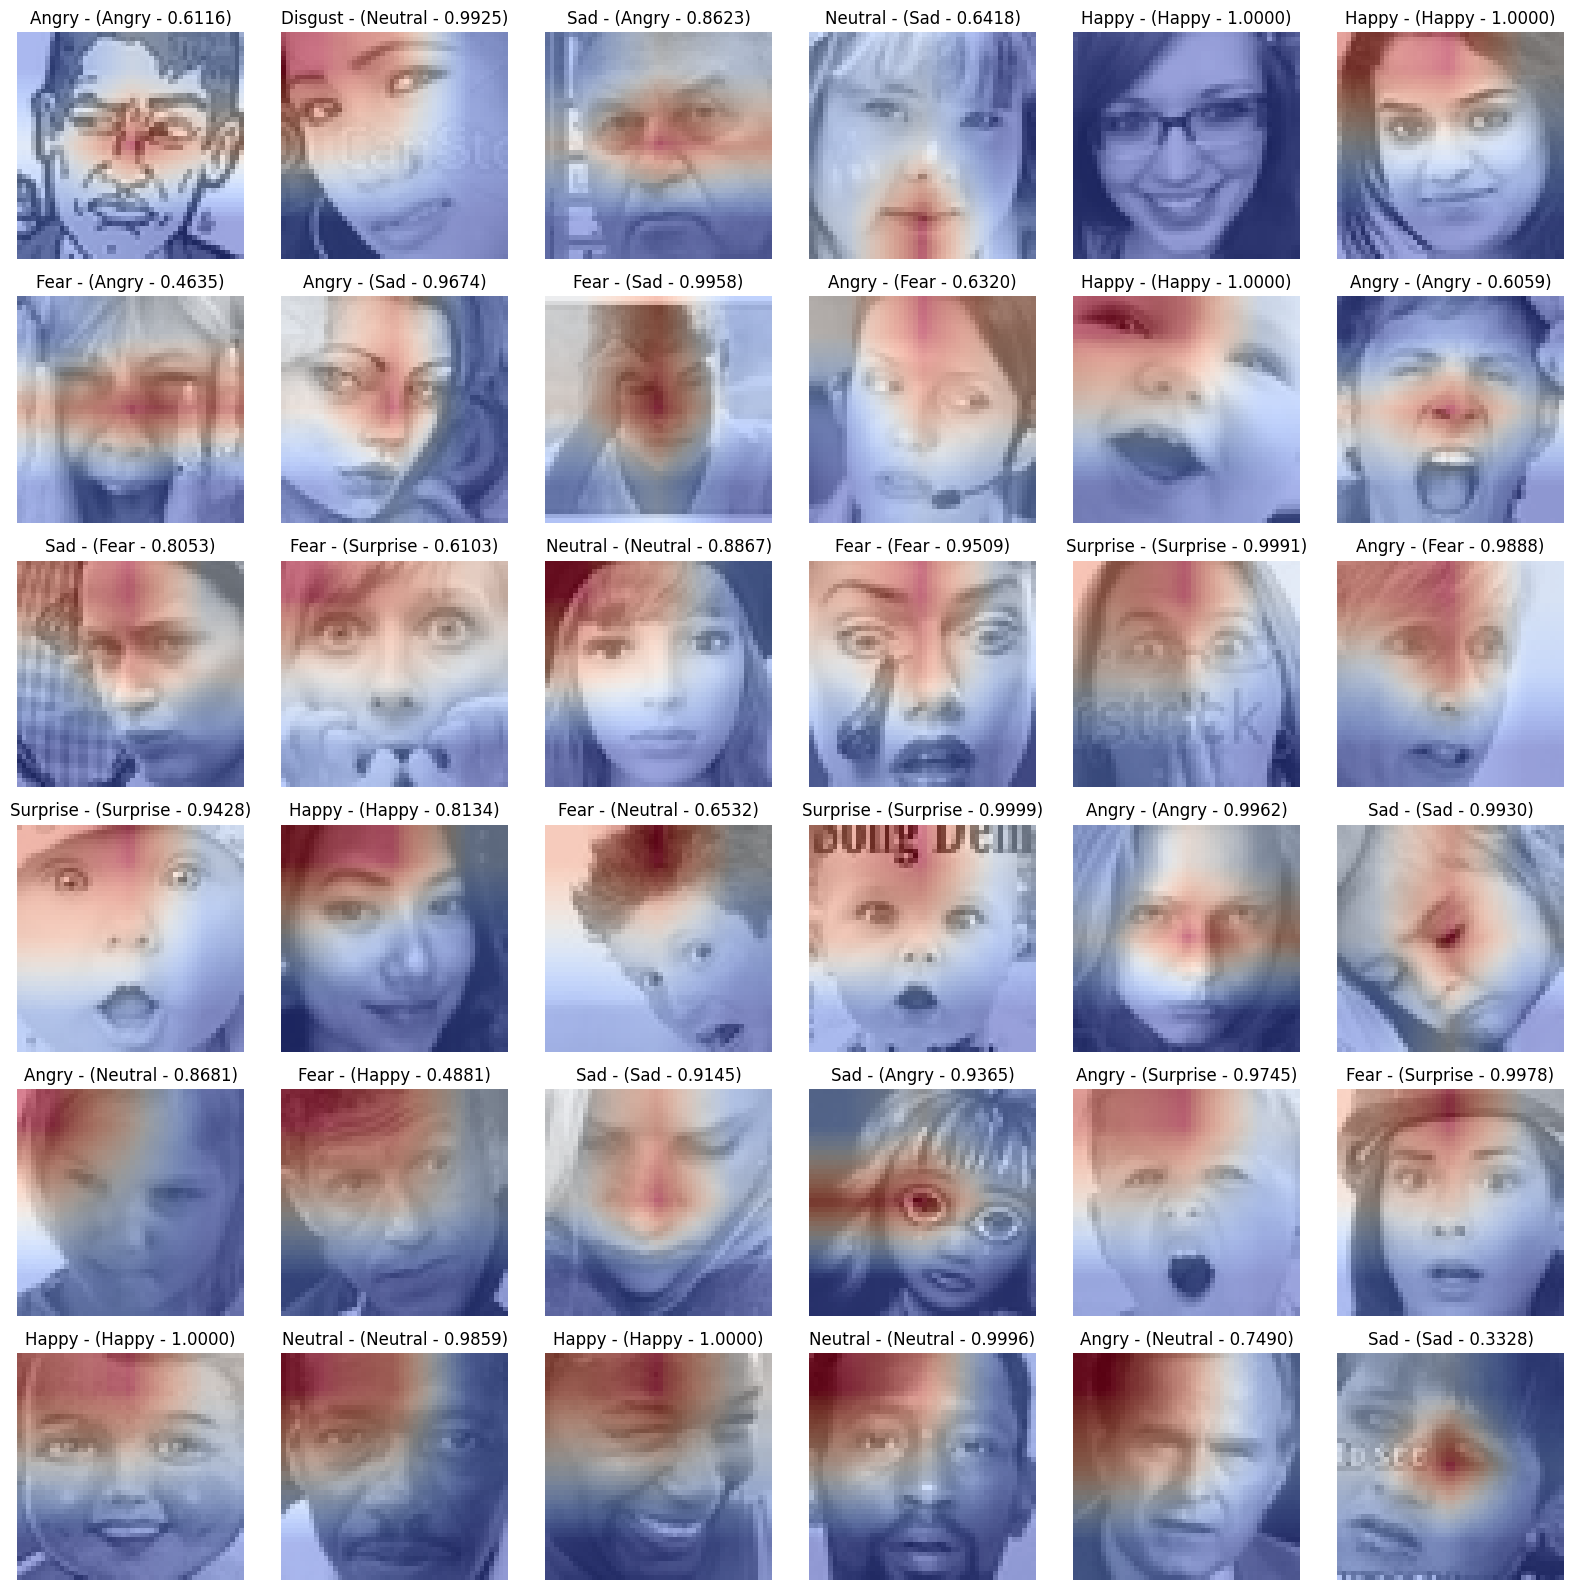 Angry - (Angry - 0.6116)
Disgust - (Neutral - 0.9925)
Sad - (Angry - 0.8623)
Neutral - (Sad - 0.6418)
Happy - (Happy - 1.0000)
Happy - (Happy - 1.0000)
Fear - (Angry - 0.4635)
Angry - (Sad - 0.9674)
Fear - (Sad - 0.9958)
Angry - (Fear - 0.6320)
Happy - (Happy - 1.0000)
Angry - (Angry - 0.6059)
Sad - (Fear - 0.8053)
Fear - (Surprise - 0.6103)
Neutral - (Neutral - 0.8867)
Fear - (Fear - 0.9509)
Surprise - (Surprise - 0.9991)
Angry - (Fear - 0.9888)
rstock
Surprise - (Surprise - 0.9428)
Happy - (Happy - 0.8134)
Fear - (Neutral - 0.6532)
Surprise - (Surprise - 0.9999)
Angry - (Angry - 0.9962)
Sad - (Sad - 0.9930)
Angry - (Neutral - 0.8681)
Fear - (Happy - 0.4881)
Sad - (Sad - 0.9145)
Sad - (Angry - 0.9365)
Angry - (Surprise - 0.9745)
Fear - (Surprise - 0.9978)
Happy - (Happy - 1.0000)
Neutral - (Neutral - 0.9859)
Happy - (Happy - 1.0000)
Neutral - (Neutral - 0.9996)
Angry - (Neutral - 0.7490)
Sad - (Sad - 0.3328)